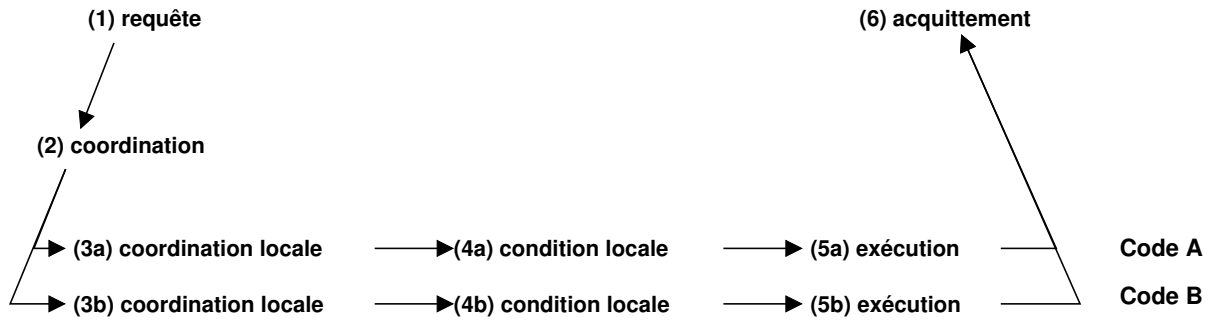 (1) requête
(6) acquittement
(2) coordination
(3a) coordination locale (4a) condition locale (5a) exécution Code A
(3b) coordination locale (4b) condition locale (5b) exécution Code B